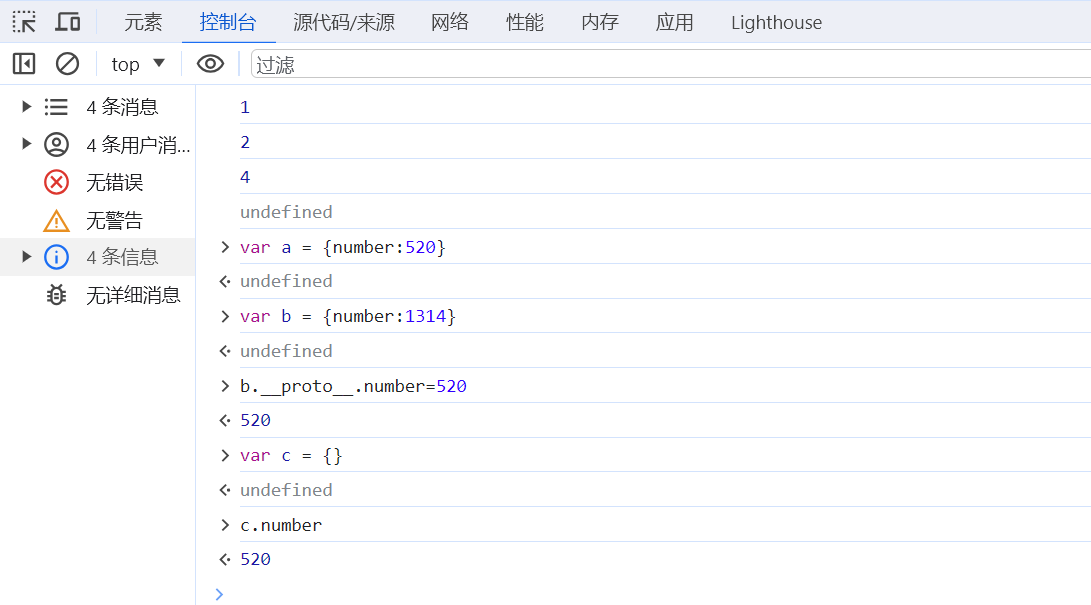 元素 控制台 源代码/来源 网络 性能 内存 应用 Lighthouse
top 过滤
4 条消息
4 条用户消...
无错误
无警告
4 条信息
无详细消息
1
2
4
undefined
var a = {number:520}
undefined
var b = {number:1314}
undefined
b.__proto__.number=520
520
var c = {}
undefined
c.number
520